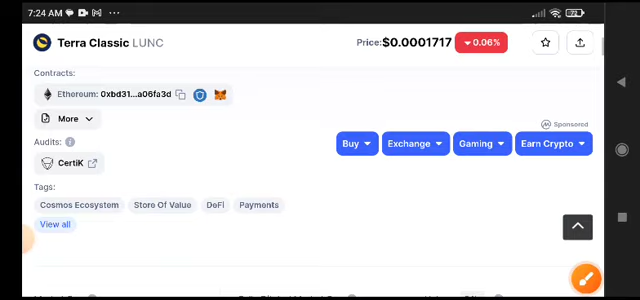 7:24 AM
72
Terra Classic LUNC
Price: $0.0001717
0.06%
Contracts:
Ethereum: 0xbd31...a06fa3d
More
Audits: i
CertiK
Sponsored
Buy
Exchange
Gaming
Earn Crypto
Tags:
Cosmos Ecosystem
Store Of Value
DeFi
Payments
View all